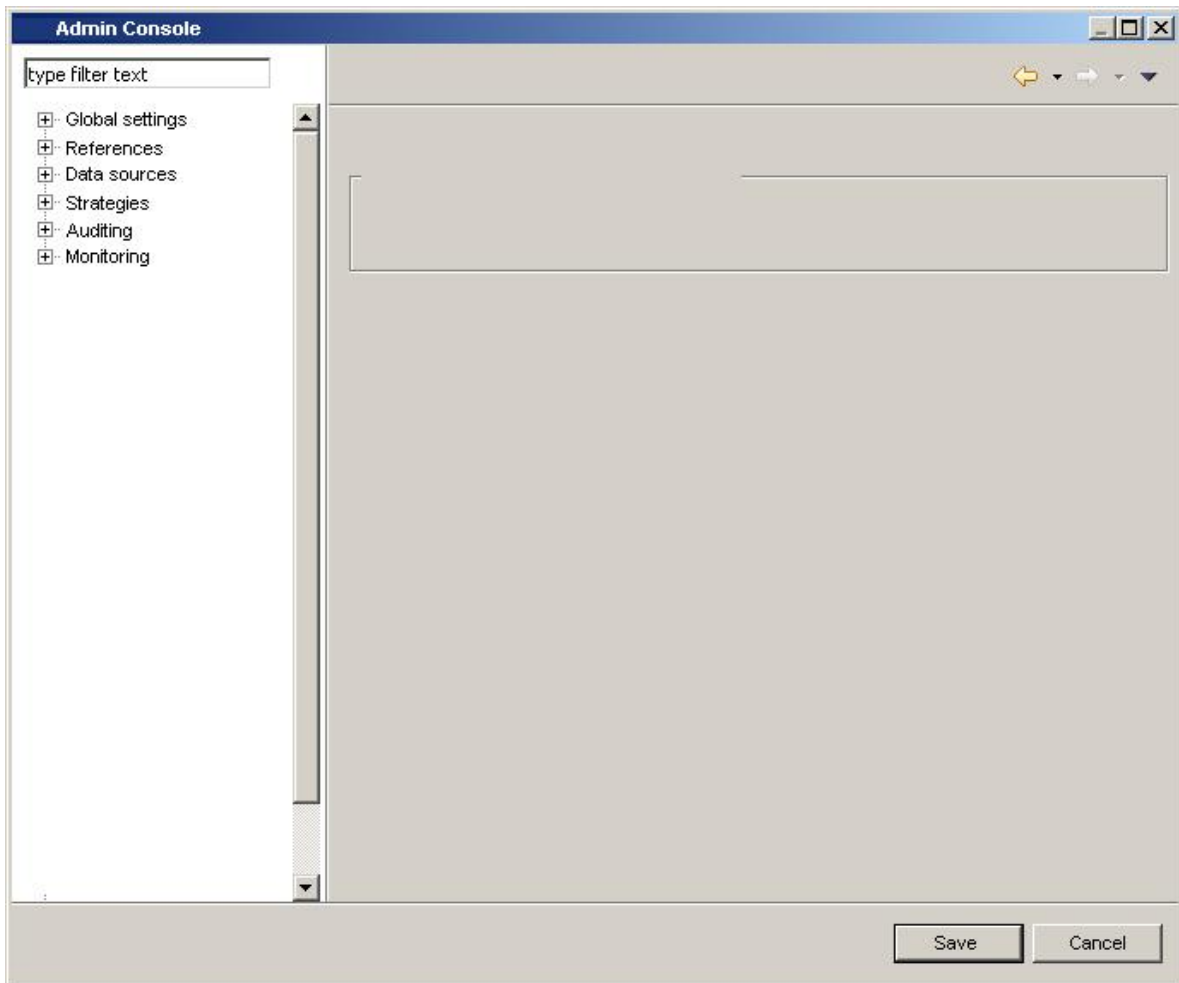 Admin Console
type filter text
Global settings
References
Data sources
Strategies
Auditing
Monitoring
Save
Cancel